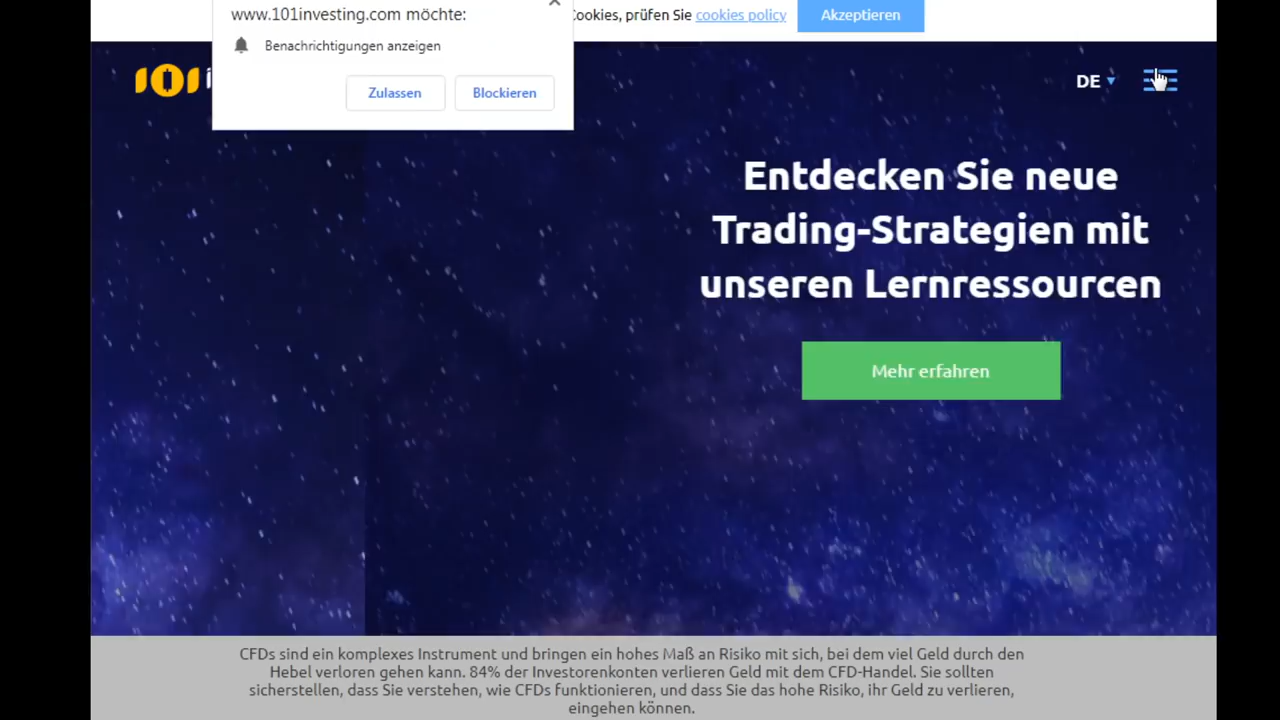 www.101investing.com möchte:
Cookies, prüfen Sie cookies policy
Akzeptieren
Benachrichtigungen anzeigen
Zulassen
Blockieren
101
DE
Entdecken Sie neue
Trading-Strategien mit
unseren Lernressourcen
Mehr erfahren
CFDs sind ein komplexes Instrument und bringen ein hohes Maß an Risiko mit sich, bei dem viel Geld durch den
Hebel verloren gehen kann. 84% der Investorenkonten verlieren Geld mit dem CFD-Handel. Sie sollten
sicherstellen, dass Sie verstehen, wie CFDs funktionieren, und dass Sie das hohe Risiko, ihr Geld zu verlieren,
eingehen können.